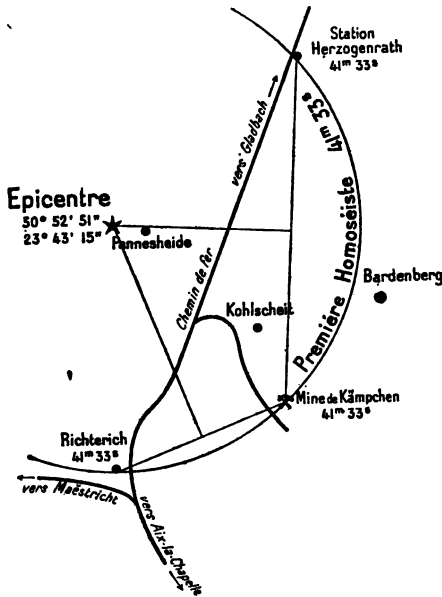 Station
Herzogenrath
41ᵐ 33ˢ
41ᵐ 33ˢ
vers Gladbach
Epicentre
50° 52' 51"
23° 43' 15"
Pannesheide
Chemin de fer
Première Homoséiste
Bardenberg
Kohlscheit
Mine de Kämpchen
41ᵐ 33ˢ
Richterich
41ᵐ 33ˢ
vers Maëstricht
vers Aix-la-Chapelle